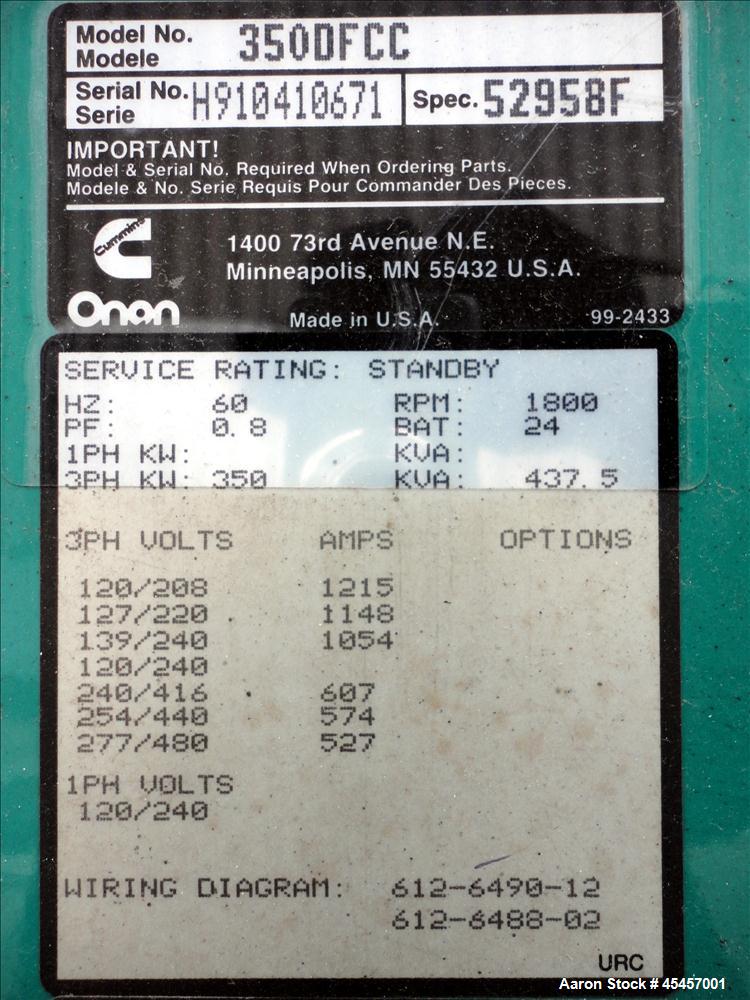 Model No. 350DFCC
Modele
Serial No. H910410671 Spec. 52958F
Serie
IMPORTANT!
Model & Serial No. Required When Ordering Parts.
Modele & No. Serie Requis Pour Commander Des Pieces.
Cummins
1400 73rd Avenue N.E.
Minneapolis, MN 55432 U.S.A.
Onan
Made in U.S.A. 99-2433
SERVICE RATING: STANDBY
HZ: 60 RPM: 1800
PF: 0.8 BAT: 24
1PH KW: KVA:
3PH KW: 350 KVA: 437.5
3PH VOLTS AMPS OPTIONS
120/208 1215
127/220 1148
139/240 1054
120/240
240/416 607
254/440 574
277/480 527
1PH VOLTS
120/240
WIRING DIAGRAM: 612-6490-12
612-6488-02
URC
Aaron Stock # 45457001